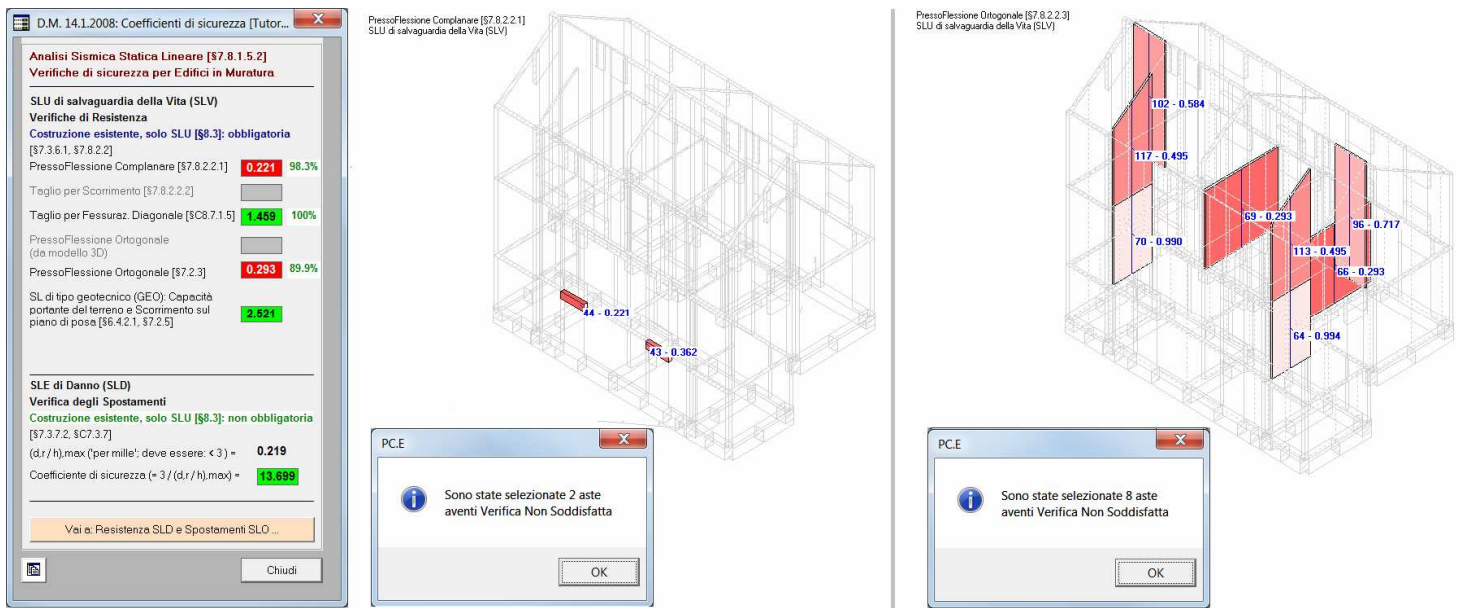 D.M. 14.1.2008: Coefficienti di sicurezza [Tutor...
Analisi Sismica Statica Lineare [§7.8.1.5.2]
Verifiche di sicurezza per Edifici in Muratura
SLU di salvaguardia della Vita (SLV)
Verifiche di Resistenza
Costruzione esistente, solo SLU [§8.3]: obbligatoria
[§7.3.6.1, §7.8.2.2]
PressoFlessione Complanare [§7.8.2.2.1] 0.221 98.3%
Taglio per Scorrimento [§7.8.2.2.2]
Taglio per Fessuraz. Diagonale [§C8.7.1.5] 1.459 100%
PressoFlessione Ortogonale
(da modello 3D)
PressoFlessione Ortogonale [§7.2.3] 0.293 89.9%
SL di tipo geotecnico (GEO): Capacità
portante del terreno e Scorrimento sul
piano di posa [§6.4.2.1, §7.2.5] 2.521
SLE di Danno (SLD)
Verifica degli Spostamenti
Costruzione esistente, solo SLU [§8.3]: non obbligatoria
[§7.3.7.2, §C7.3.7]
(d,r / h),max ('per mille'; deve essere: < 3 ) = 0.219
Coefficiente di sicurezza (= 3 / (d,r / h),max) = 13.699
Vai a: Resistenza SLD e Spostamenti SLO ...
Chiudi
PressoFlessione Complanare [§7.8.2.2.1]
SLU di salvaguardia della Vita (SLV)
44 - 0.221
43 - 0.362
PC.E
Sono state selezionate 2 aste
aventi Verifica Non Soddisfatta
OK
PressoFlessione Ortogonale [§7.8.2.2.3]
SLU di salvaguardia della Vita (SLV)
102 - 0.584
117 - 0.495
69 - 0.293
96 - 0.717
70 - 0.990
113 - 0.495
66 - 0.293
64 - 0.994
PC.E
Sono state selezionate 8 aste
aventi Verifica Non Soddisfatta
OK